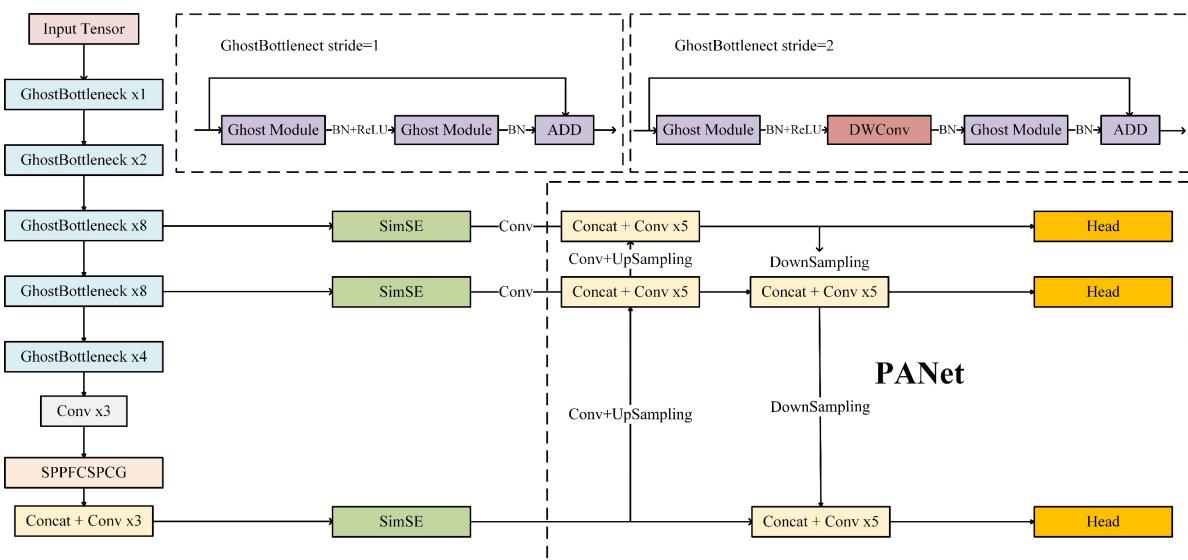 Input Tensor
GhostBottleneck x1
GhostBottleneck x2
GhostBottleneck x8
GhostBottleneck x8
GhostBottleneck x4
Conv x3
SPPFCSPCG
Concat + Conv x3
GhostBottlenect stride=1
Ghost Module
BN+ReLU
Ghost Module
BN
ADD
GhostBottlenect stride=2
Ghost Module
BN+ReLU
DWConv
BN
Ghost Module
BN
ADD
SimSE
Conv
Concat + Conv x5
Head
Conv+UpSampling
DownSampling
SimSE
Conv
Concat + Conv x5
Concat + Conv x5
Head
PANet
Conv+UpSampling
DownSampling
SimSE
Concat + Conv x5
Head